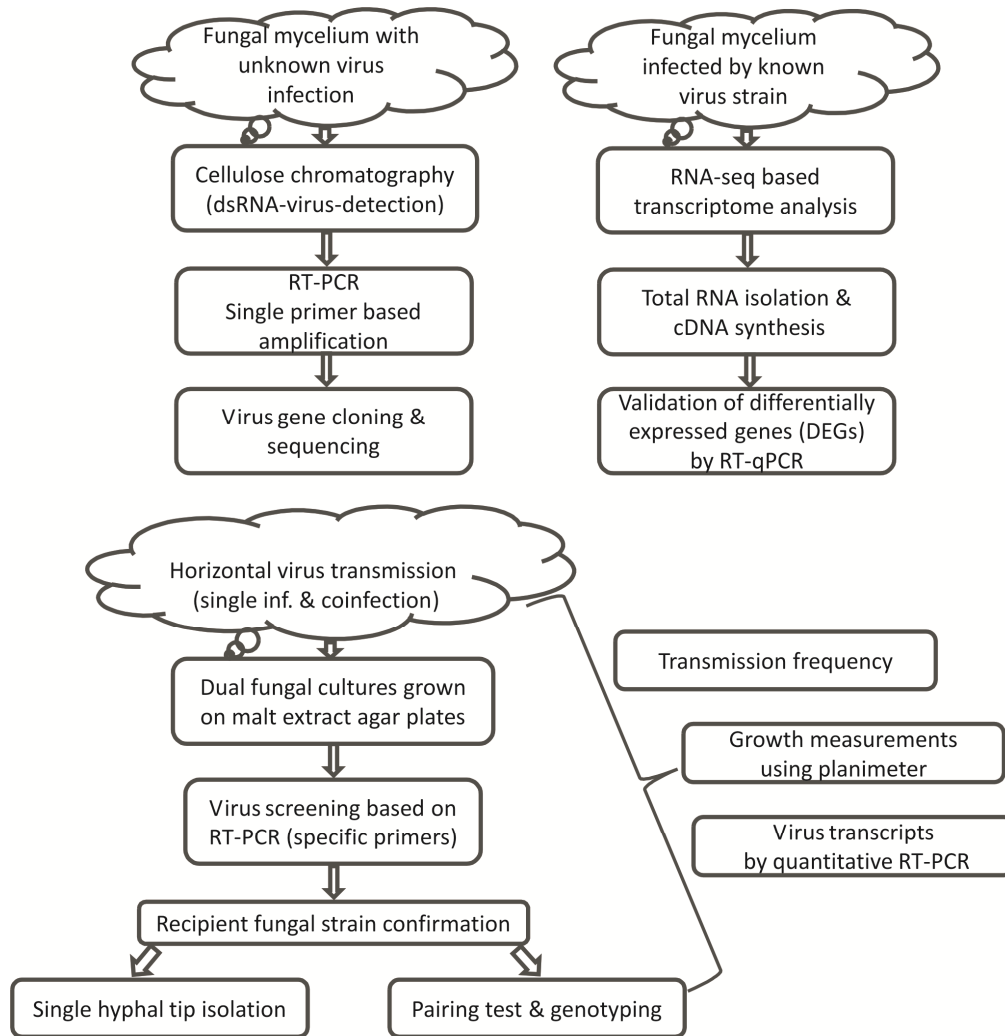 Fungal mycelium with
unknown virus
infection
Cellulose chromatography
(dsRNA-virus-detection)
RT-PCR
Single primer based
amplification
Virus gene cloning &
sequencing
Fungal mycelium
infected by known
virus strain
RNA-seq based
transcriptome analysis
Total RNA isolation &
cDNA synthesis
Validation of differentially
expressed genes (DEGs)
by RT-qPCR
Horizontal virus transmission
(single inf. & coinfection)
Dual fungal cultures grown
on malt extract agar plates
Virus screening based on
RT-PCR (specific primers)
Recipient fungal strain confirmation
Single hyphal tip isolation
Pairing test & genotyping
Transmission frequency
Growth measurements
using planimeter
Virus transcripts
by quantitative RT-PCR